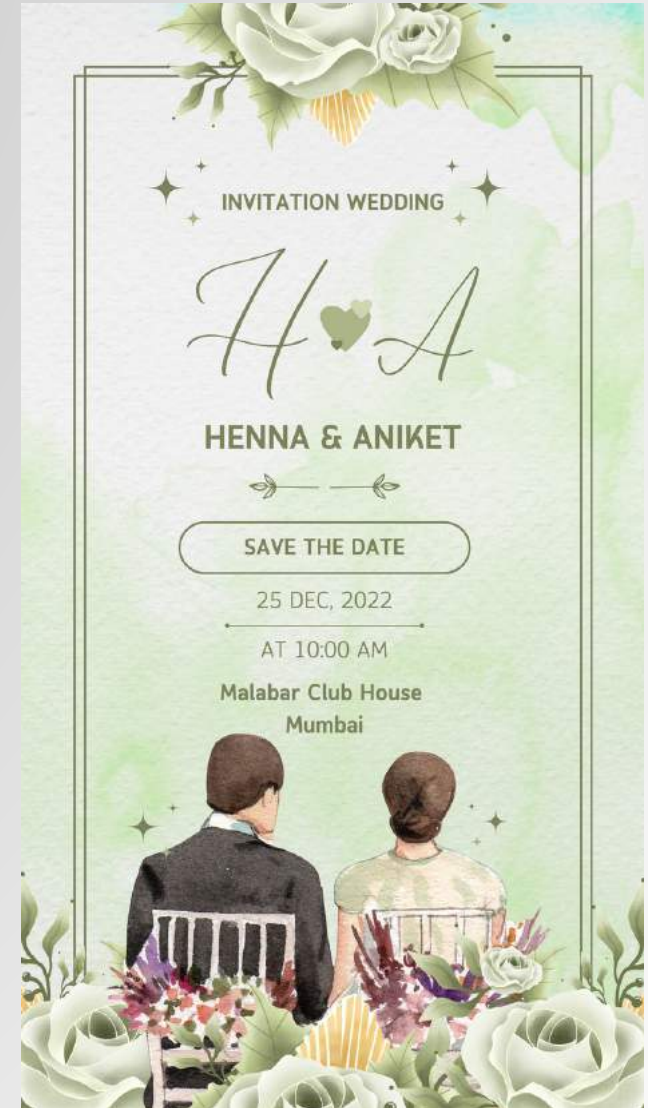 INVITATION WEDDING
H A
HENNA & ANIKET
SAVE THE DATE
25 DEC, 2022
AT 10:00 AM
Malabar Club House
Mumbai